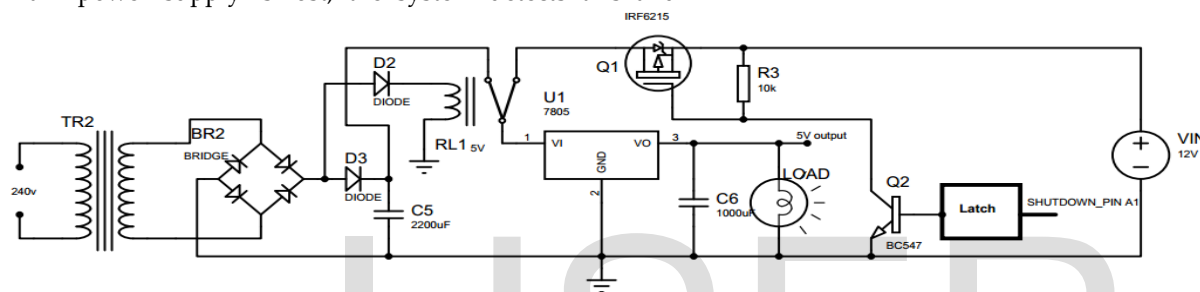 IRF6215
Q1
D2
DIODE
R3
10k
U1
7805
TR2
BR2
BRIDGE
RL1 5V
1
VI
VO
3
GND
2
5V output
VIN
12V
D3
DIODE
240v
LOAD
C5
2200uF
C6
1000uF
Q2
BC547
Latch
SHUTDOWN_PIN A1